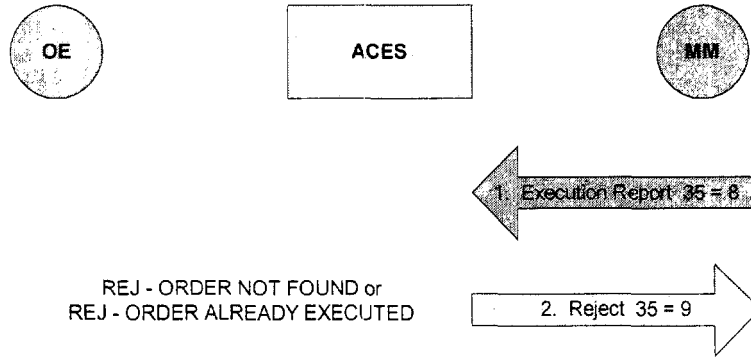 OE
ACES
MM
1. Execution Report 35 = 8
REJ - ORDER NOT FOUND or
REJ - ORDER ALREADY EXECUTED
2. Reject 35 = 9